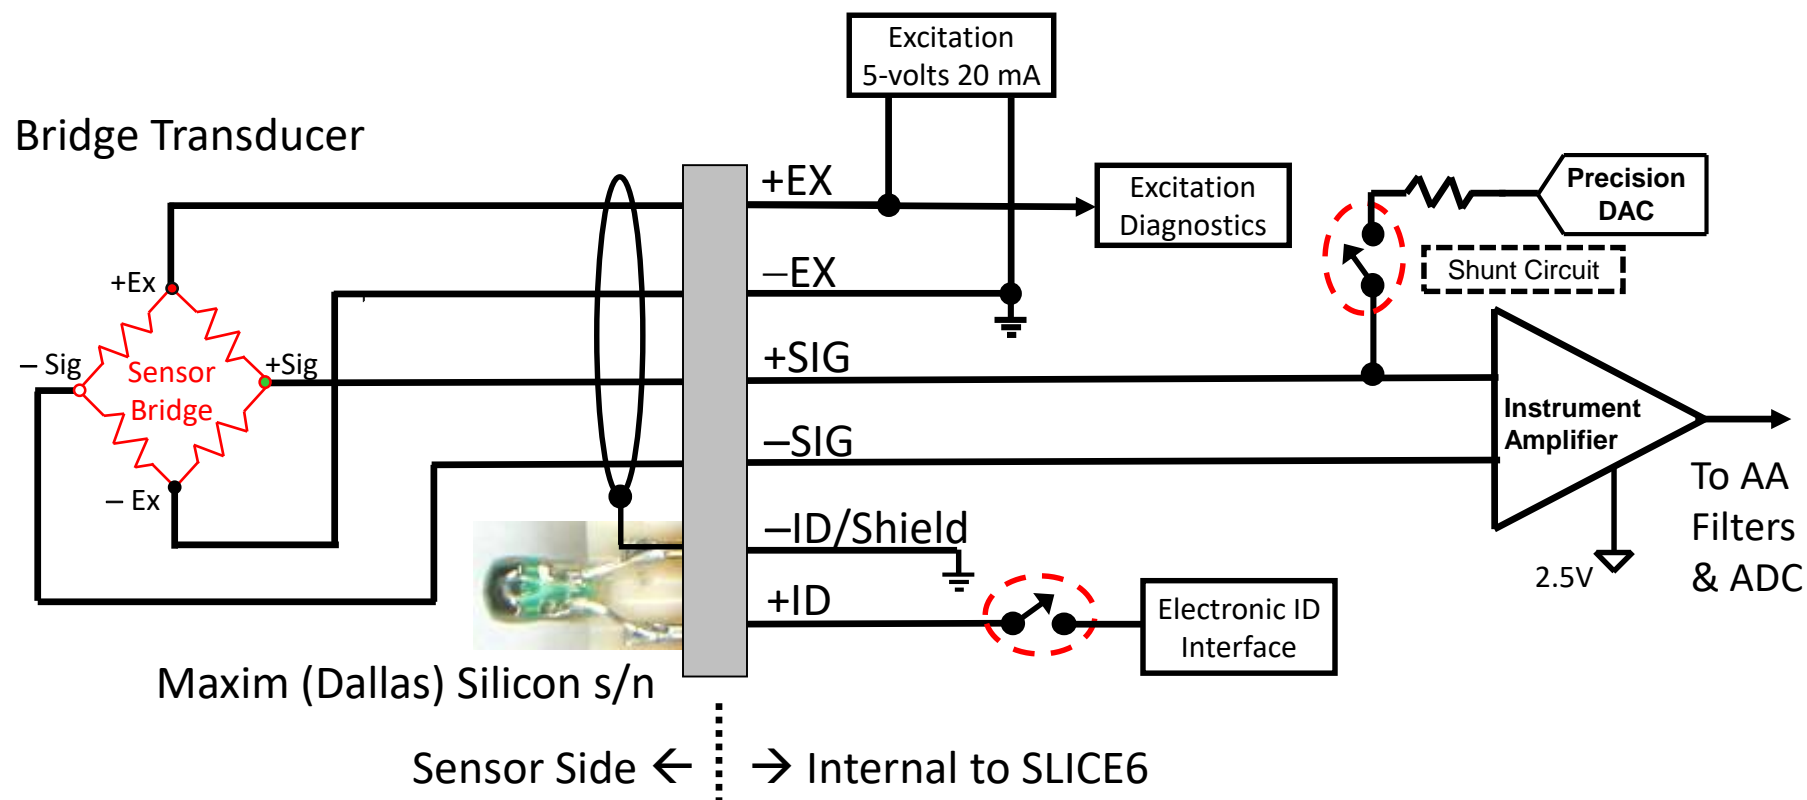 Excitation
5-volts 20 mA
Bridge Transducer
+EX
Excitation
Diagnostics
Precision
DAC
Shunt Circuit
–EX
+Ex
– Sig
+Sig
Sensor
Bridge
– Ex
+SIG
–SIG
Instrument
Amplifier
To AA
Filters
& ADC
2.5V
–ID/Shield
+ID
Electronic ID
Interface
Maxim (Dallas) Silicon s/n
Sensor Side ← → Internal to SLICE6